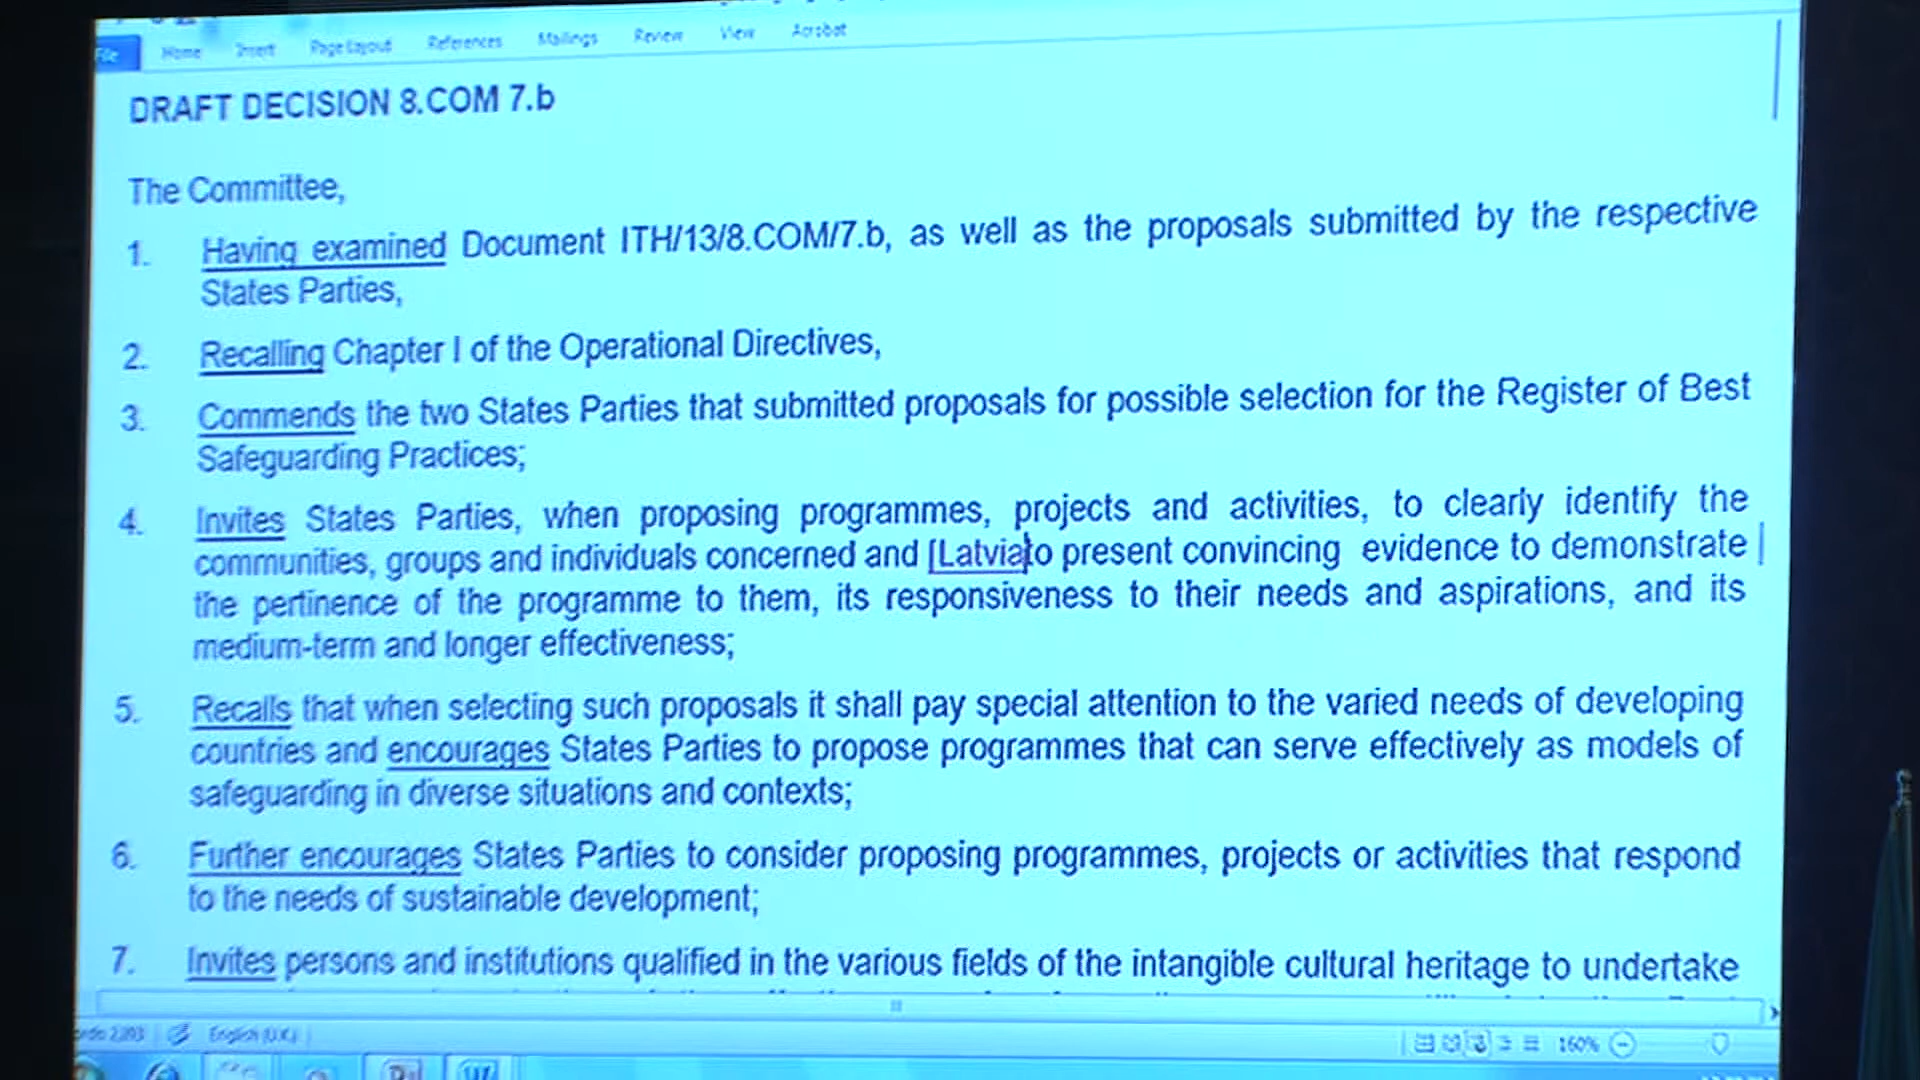 File Home Insert Page Layout References Mailings Review View Acrobat
DRAFT DECISION 8.COM 7.b
The Committee,
1. Having examined Document ITH/13/8.COM/7.b, as well as the proposals submitted by the respective
States Parties,
2. Recalling Chapter I of the Operational Directives,
3. Commends the two States Parties that submitted proposals for possible selection for the Register of Best
Safeguarding Practices;
4. Invites States Parties, when proposing programmes, projects and activities, to clearly identify the
communities, groups and individuals concerned and [Latviato present convincing evidence to demonstrate
the pertinence of the programme to them, its responsiveness to their needs and aspirations, and its
medium-term and longer effectiveness;
5. Recalls that when selecting such proposals it shall pay special attention to the varied needs of developing
countries and encourages States Parties to propose programmes that can serve effectively as models of
safeguarding in diverse situations and contexts;
6. Further encourages States Parties to consider proposing programmes, projects or activities that respond
to the needs of sustainable development;
7. Invites persons and institutions qualified in the various fields of the intangible cultural heritage to undertake
English (U.K.) 160%